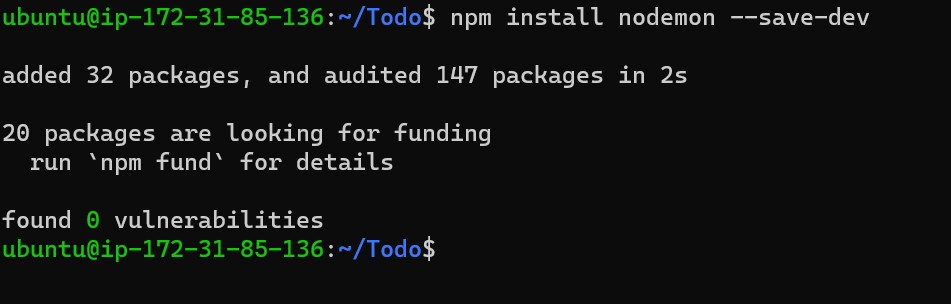 ubuntu@ip-172-31-85-136:~/Todo$ npm install nodemon --save-dev
added 32 packages, and audited 147 packages in 2s
20 packages are looking for funding
  run `npm fund` for details
found 0 vulnerabilities
ubuntu@ip-172-31-85-136:~/Todo$